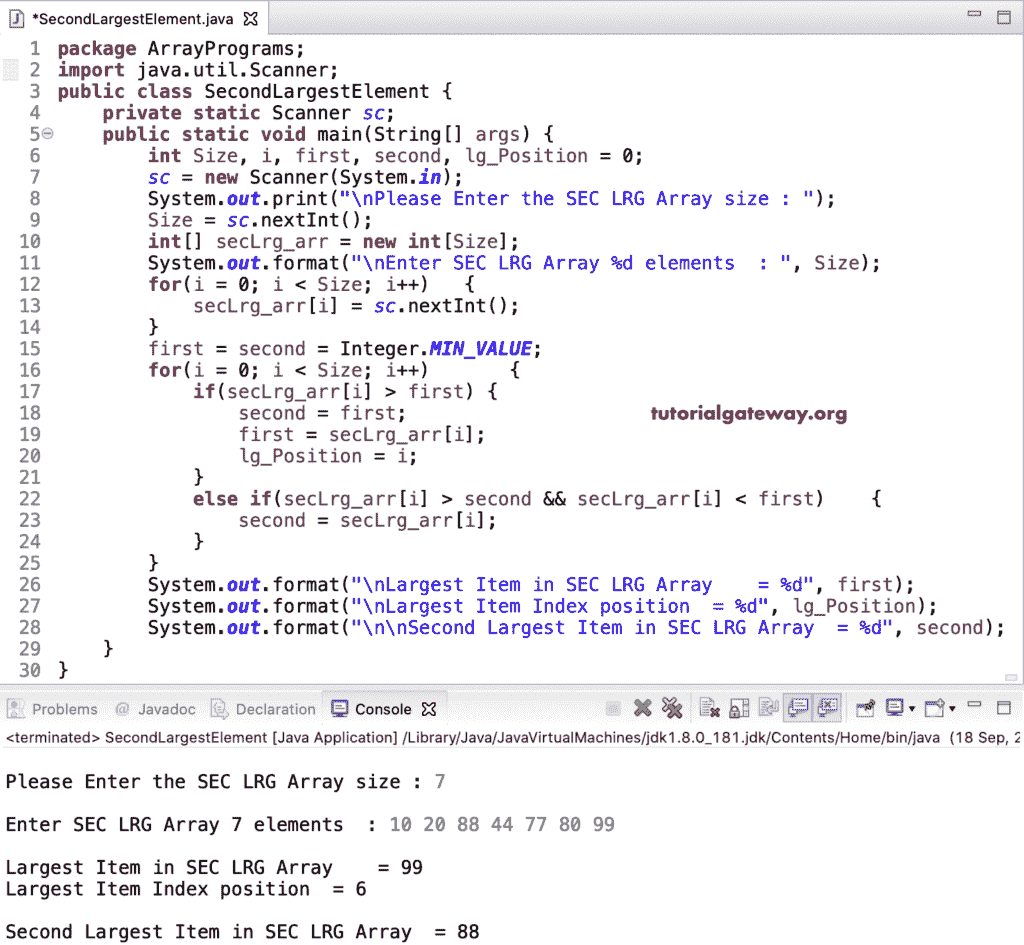 *SecondLargestElement.java
1 package ArrayPrograms;
2 import java.util.Scanner;
3 public class SecondLargestElement {
4     private static Scanner sc;
5     public static void main(String[] args) {
6         int Size, i, first, second, lg_Position = 0;
7         sc = new Scanner(System.in);
8         System.out.print("\nPlease Enter the SEC LRG Array size : ");
9         Size = sc.nextInt();
10         int[] secLrg_arr = new int[Size];
11         System.out.format("\nEnter SEC LRG Array %d elements  : ", Size);
12         for(i = 0; i < Size; i++)   {
13             secLrg_arr[i] = sc.nextInt();
14         }
15         first = second = Integer.MIN_VALUE;
16         for(i = 0; i < Size; i++)       {
17             if(secLrg_arr[i] > first) {
18                 second = first;
tutorialgateway.org
19                 first = secLrg_arr[i];
20                 lg_Position = i;
21             }
22             else if(secLrg_arr[i] > second && secLrg_arr[i] < first)    {
23                 second = secLrg_arr[i];
24             }
25         }
26         System.out.format("\nLargest Item in SEC LRG Array    = %d", first);
27         System.out.format("\nLargest Item Index position  = %d", lg_Position);
28         System.out.format("\n\nSecond Largest Item in SEC LRG Array  = %d", second);
29     }
30 }
Problems @ Javadoc Declaration Console
<terminated> SecondLargestElement [Java Application] /Library/Java/JavaVirtualMachines/jdk1.8.0_181.jdk/Contents/Home/bin/java (18 Sep, 2
Please Enter the SEC LRG Array size : 7
Enter SEC LRG Array 7 elements  : 10 20 88 44 77 80 99
Largest Item in SEC LRG Array    = 99
Largest Item Index position  = 6
Second Largest Item in SEC LRG Array  = 88